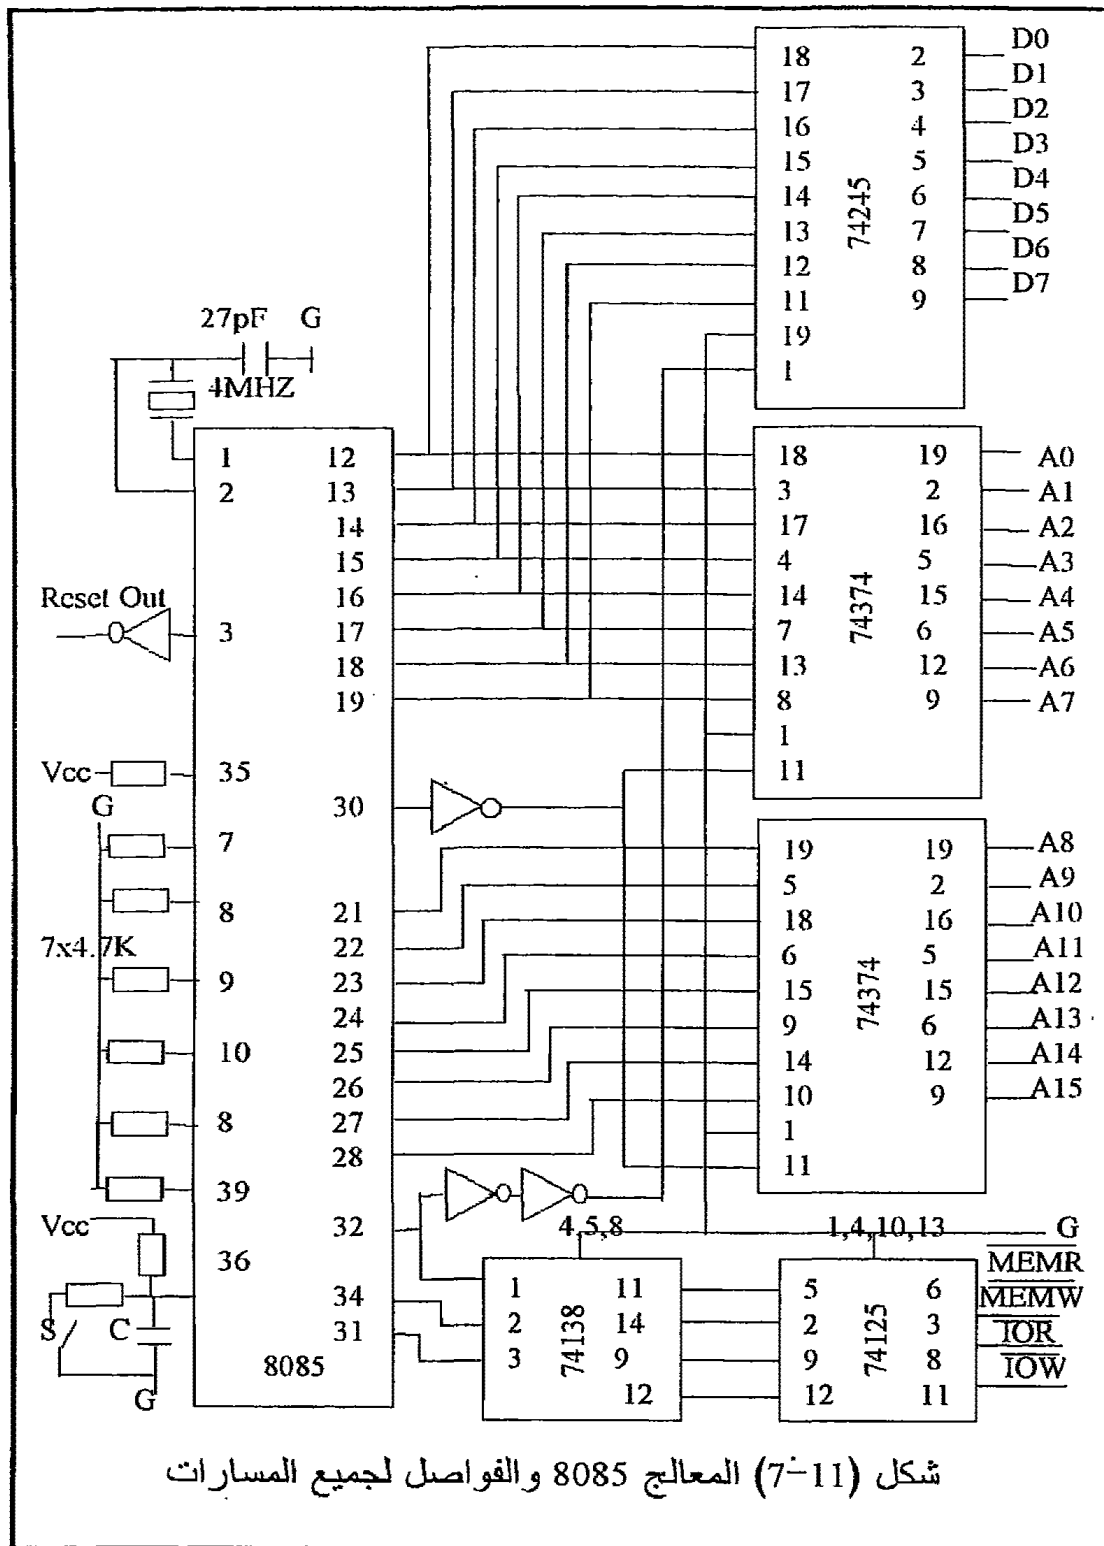 18 2 D0
17 3 D1
16 4 D2
15 5 D3
14 6 D4
13 7 D5
12 8 D6
11 9 D7
19
1
74245
27pF G
4MHZ
1 12
2 13
14
15
16
17
18
19
Reset Out
3
18 19 A0
3 2 A1
17 16 A2
4 5 A3
14 15 A4
7 6 A5
13 12 A6
8 9 A7
1
11
74374
Vcc
35
G
30
7
8
7x4.7K
9
10
8
39
21
22
23
24
25
26
27
28
19 19 A8
5 2 A9
18 16 A10
6 5 A11
15 15 A12
9 6 A13
14 12 A14
10 9 A15
1
11
74374
Vcc
36
32
34
31
S C
G
8085
4,5,8 1,4,10,13 G
1 11
2 14
3 9
12
74138
5 6 MEMR
2 3 MEMW
9 8 IOR
12 11 IOW
74125
شكل (11-7) المعالج 8085 والفواصل لجميع المسارات